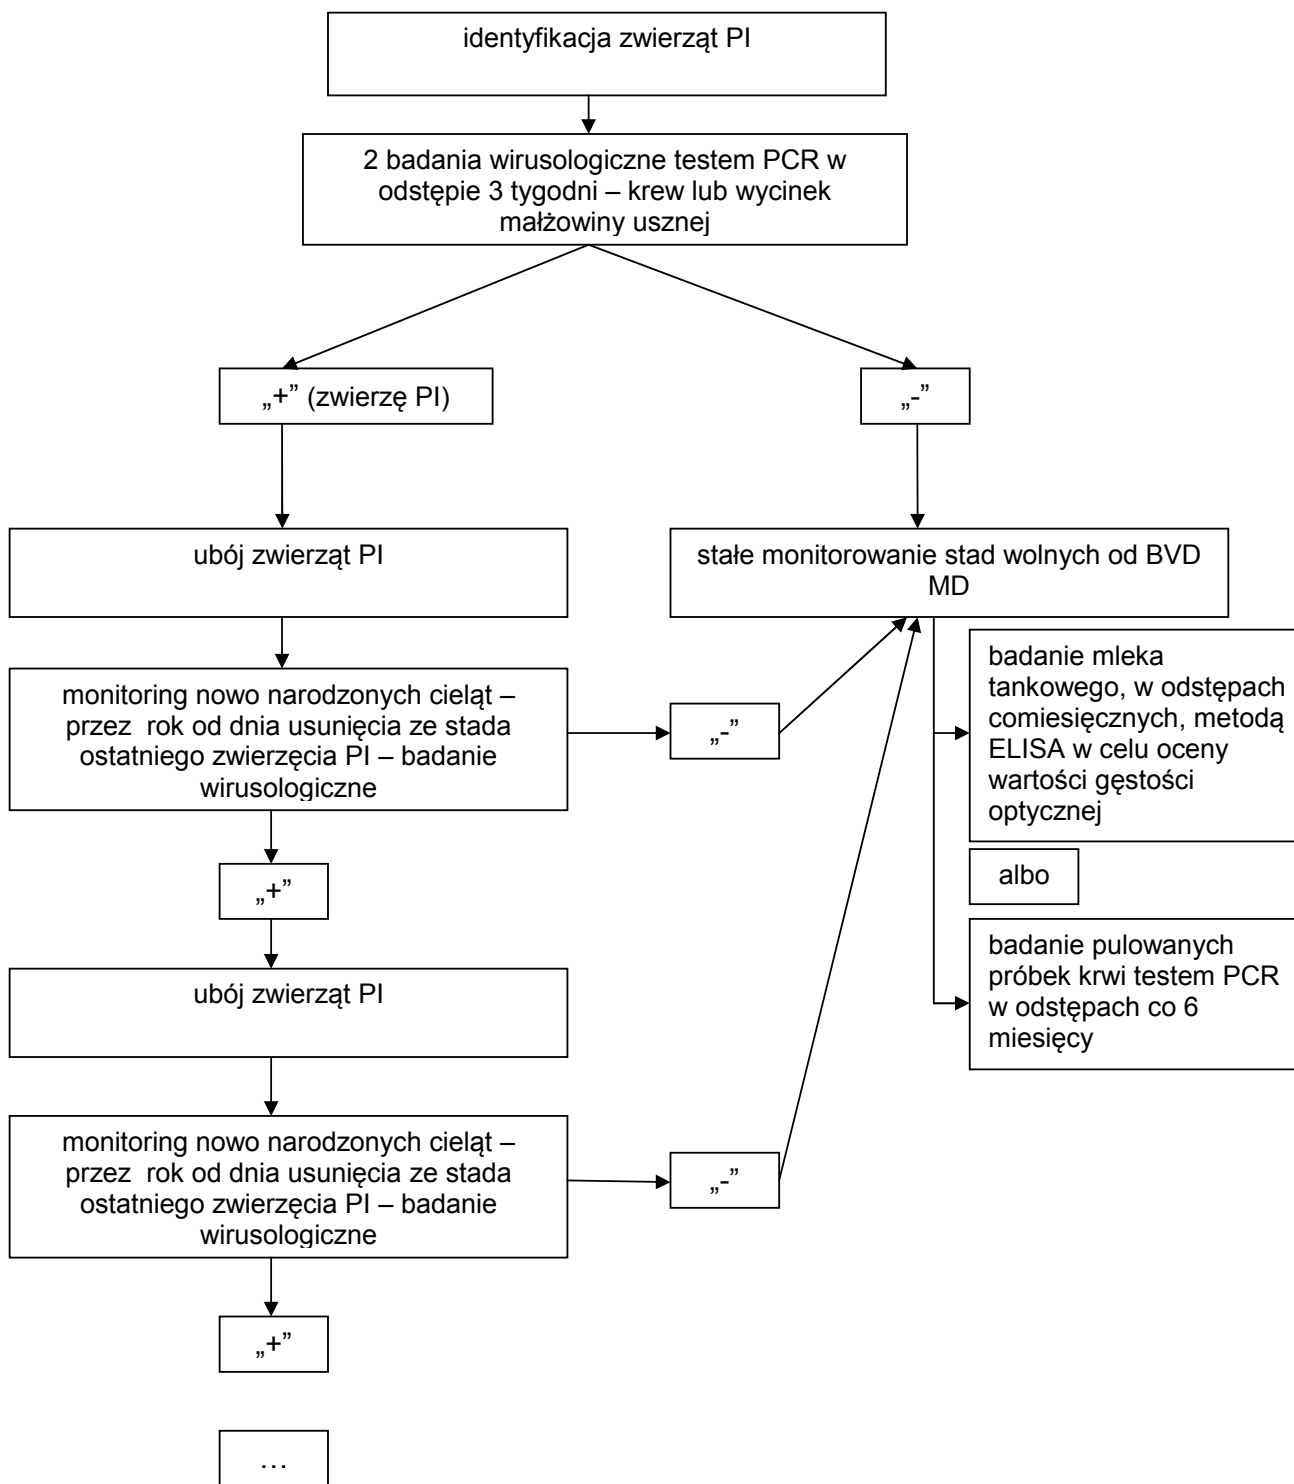 identyfikacja zwierząt PI
2 badania wirusologiczne testem PCR w
odstępie 3 tygodni – krew lub wycinek
małżowiny usznej
„+” (zwierzę PI)
„-”
ubój zwierząt PI
stałe monitorowanie stad wolnych od BVD
MD
monitoring nowo narodzonych cieląt –
przez  rok od dnia usunięcia ze stada
ostatniego zwierzęcia PI – badanie
wirusologiczne
„-”
badanie mleka
tankowego, w odstępach
comiesięcznych, metodą
ELISA w celu oceny
wartości gęstości
optycznej
„+”
albo
ubój zwierząt PI
badanie pulowanych
próbek krwi testem PCR
w odstępach co 6
miesięcy
monitoring nowo narodzonych cieląt –
przez  rok od dnia usunięcia ze stada
ostatniego zwierzęcia PI – badanie
wirusologiczne
„-”
„+”
…